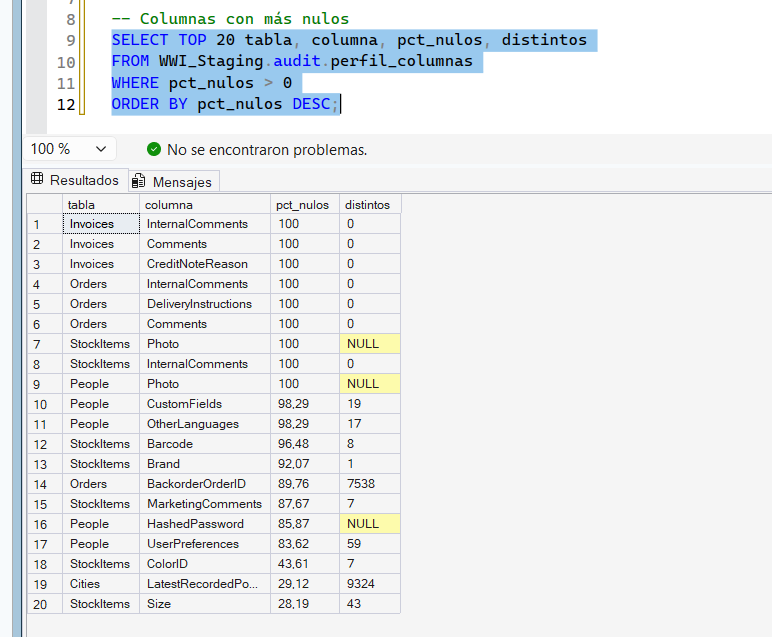 8 -- Columnas con más nulos
9 SELECT TOP 20 tabla, columna, pct_nulos, distintos
10 FROM WWI_Staging.audit.perfil_columnas
11 WHERE pct_nulos > 0
12 ORDER BY pct_nulos DESC;
100 % No se encontraron problemas.
Resultados Mensajes
tabla columna pct_nulos distintos
1 Invoices InternalComments 100 0
2 Invoices Comments 100 0
3 Invoices CreditNoteReason 100 0
4 Orders InternalComments 100 0
5 Orders DeliveryInstructions 100 0
6 Orders Comments 100 0
7 StockItems Photo 100 NULL
8 StockItems InternalComments 100 0
9 People Photo 100 NULL
10 People CustomFields 98,29 19
11 People OtherLanguages 98,29 17
12 StockItems Barcode 96,48 8
13 StockItems Brand 92,07 1
14 Orders BackorderOrderID 89,76 7538
15 StockItems MarketingComments 87,67 7
16 People HashedPassword 85,87 NULL
17 People UserPreferences 83,62 59
18 StockItems ColorID 43,61 7
19 Cities LatestRecordedPo... 29,12 9324
20 StockItems Size 28,19 43